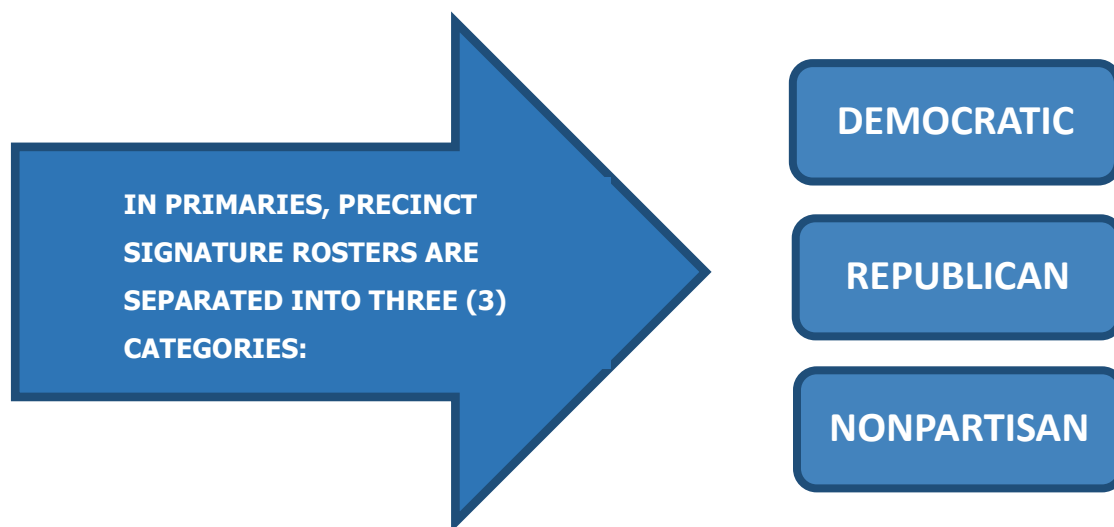 IN PRIMARIES, PRECINCT
SIGNATURE ROSTERS ARE
SEPARATED INTO THREE (3)
CATEGORIES:
DEMOCRATIC
REPUBLICAN
NONPARTISAN